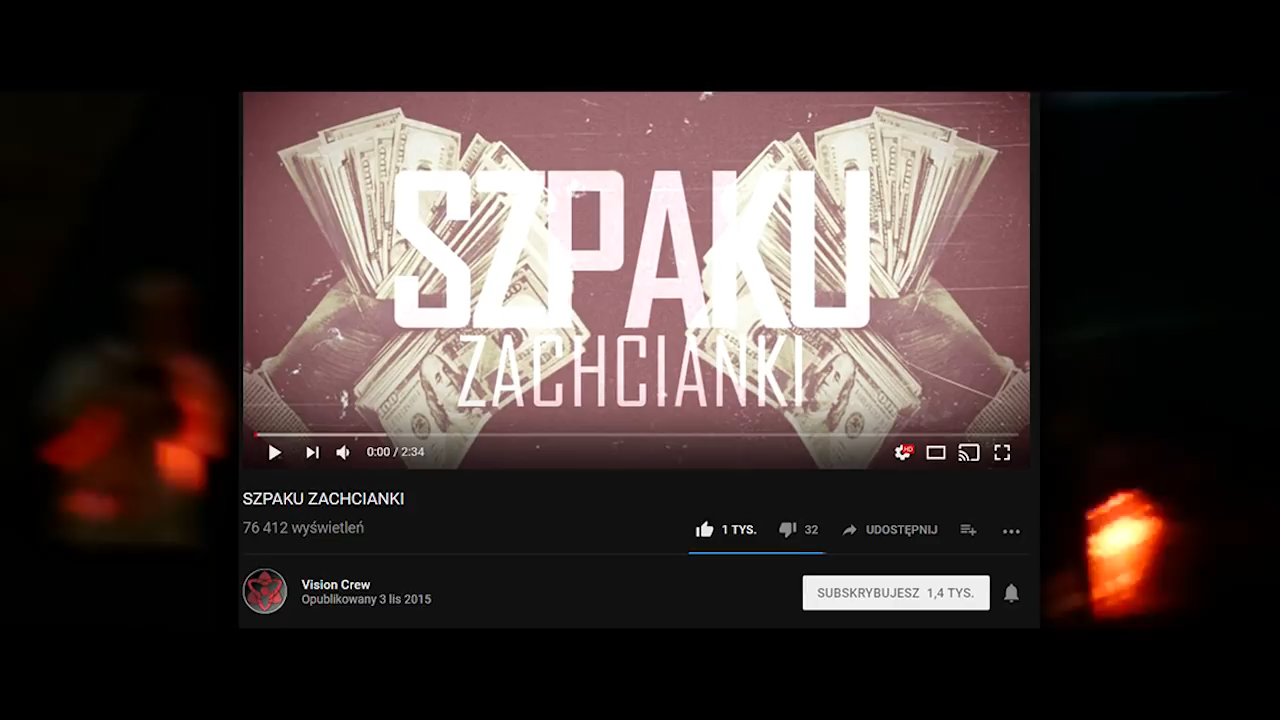 SZPAKU
ZACHCIANKI
0:00 / 2:34
HD
SZPAKU ZACHCIANKI
76 412 wyświetleń
1 TYS. 32 UDOSTĘPNIJ
Vision Crew
Opublikowany 3 lis 2015
SUBSKRYBUJESZ 1,4 TYS.